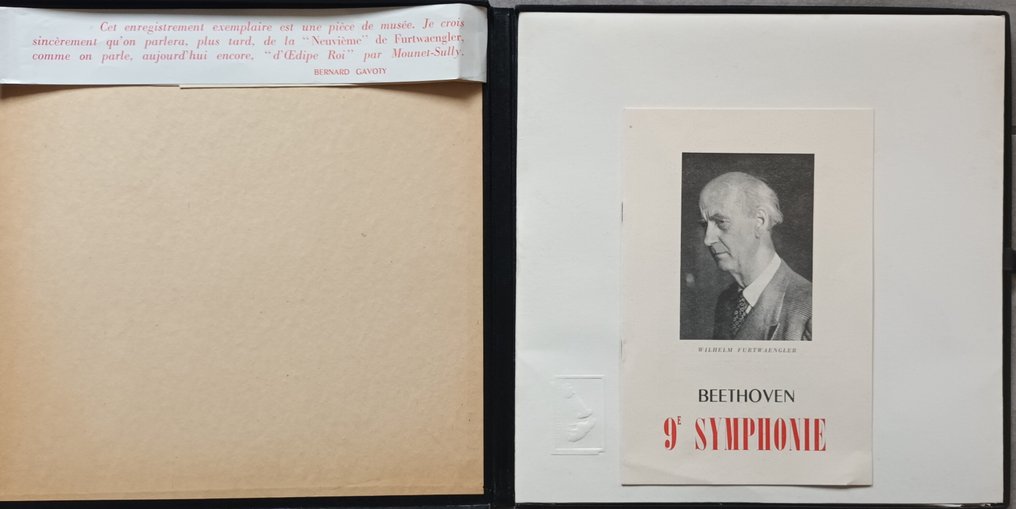 Cet enregistrement exemplaire est une pièce de musée. Je crois
sincèrement qu'on parlera, plus tard, de la "Neuvième" de Furtwaengler,
comme on parle, aujourd'hui encore, "d'Œdipe Roi" par Mounet-Sully.
BERNARD GAVOTY
WILHELM FURTWAENGLER
BEETHOVEN
9E SYMPHONIE